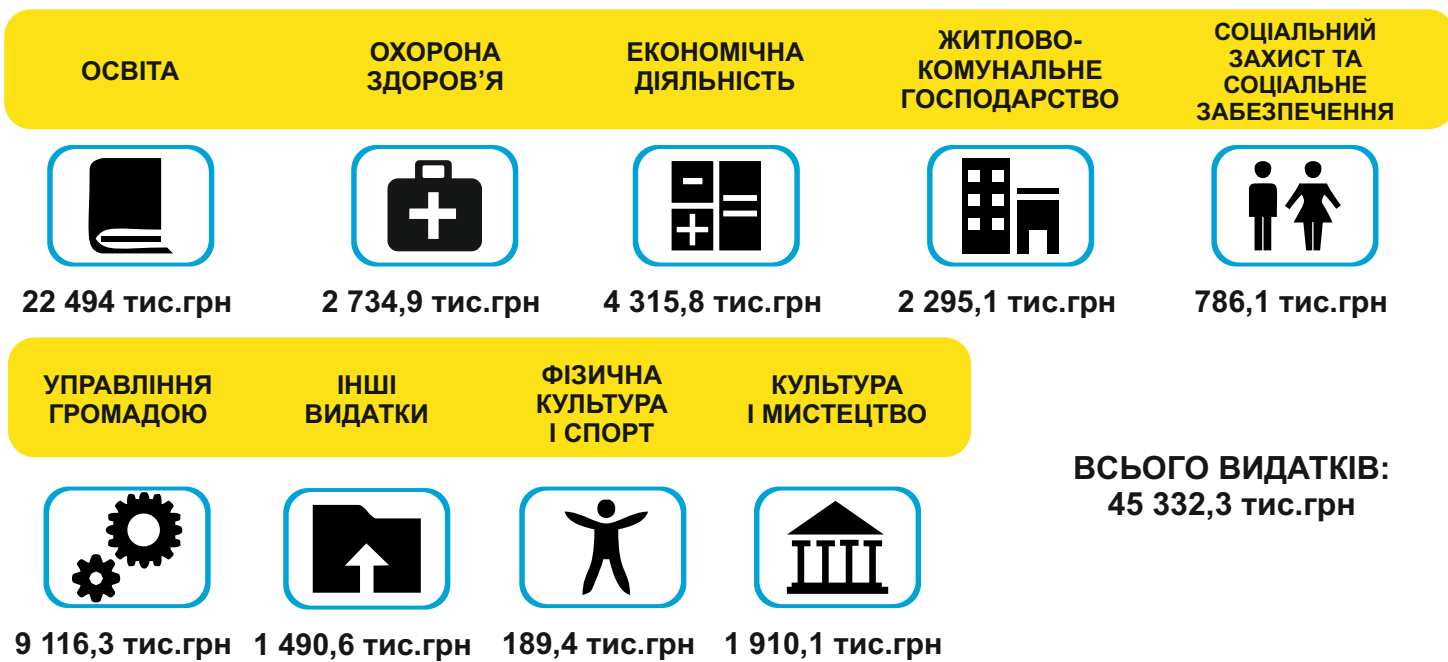 ОСВІТА
ОХОРОНА
ЗДОРОВ’Я
ЕКОНОМІЧНА
ДІЯЛЬНІСТЬ
ЖИТЛОВО-
КОМУНАЛЬНЕ
ГОСПОДАРСТВО
СОЦІАЛЬНИЙ
ЗАХИСТ ТА
СОЦІАЛЬНЕ
ЗАБЕЗПЕЧЕННЯ
22 494 тис.грн
2 734,9 тис.грн
4 315,8 тис.грн
2 295,1 тис.грн
786,1 тис.грн
УПРАВЛІННЯ
ГРОМАДОЮ
ІНШІ
ВИДАТКИ
ФІЗИЧНА
КУЛЬТУРА
І СПОРТ
КУЛЬТУРА
І МИСТЕЦТВО
ВСЬОГО ВИДАТКІВ:
45 332,3 тис.грн
9 116,3 тис.грн
1 490,6 тис.грн
189,4 тис.грн
1 910,1 тис.грн